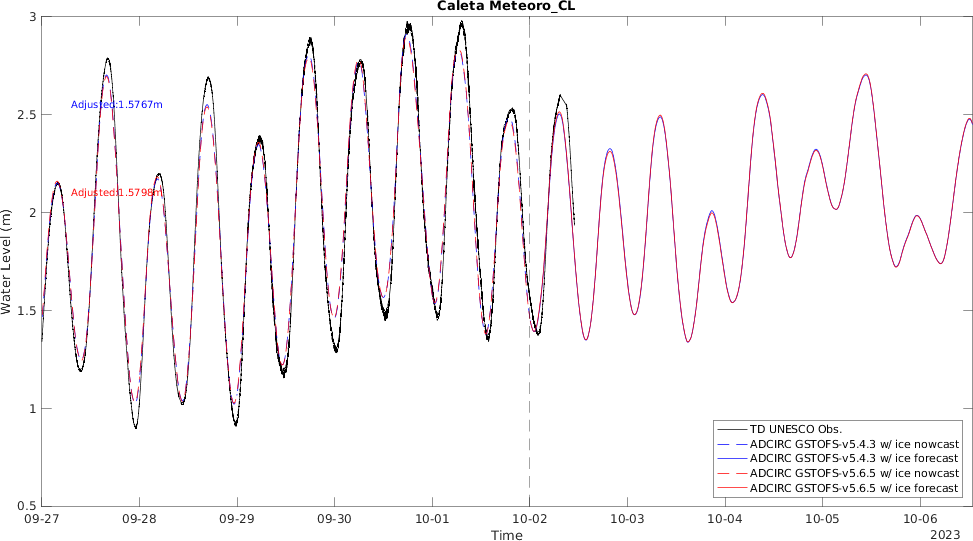 Caleta Meteoro_CL
3
2.5
2
1.5
1
0.5
Water Level (m)
Adjusted:1.5767m
Adjusted:1.5798m
TD UNESCO Obs.
ADCIRC GSTOFS-v5.4.3 w/ ice nowcast
ADCIRC GSTOFS-v5.4.3 w/ ice forecast
ADCIRC GSTOFS-v5.6.5 w/ ice nowcast
ADCIRC GSTOFS-v5.6.5 w/ ice forecast
09-27 09-28 09-29 09-30 10-01 10-02 10-03 10-04 10-05 10-06
Time
2023